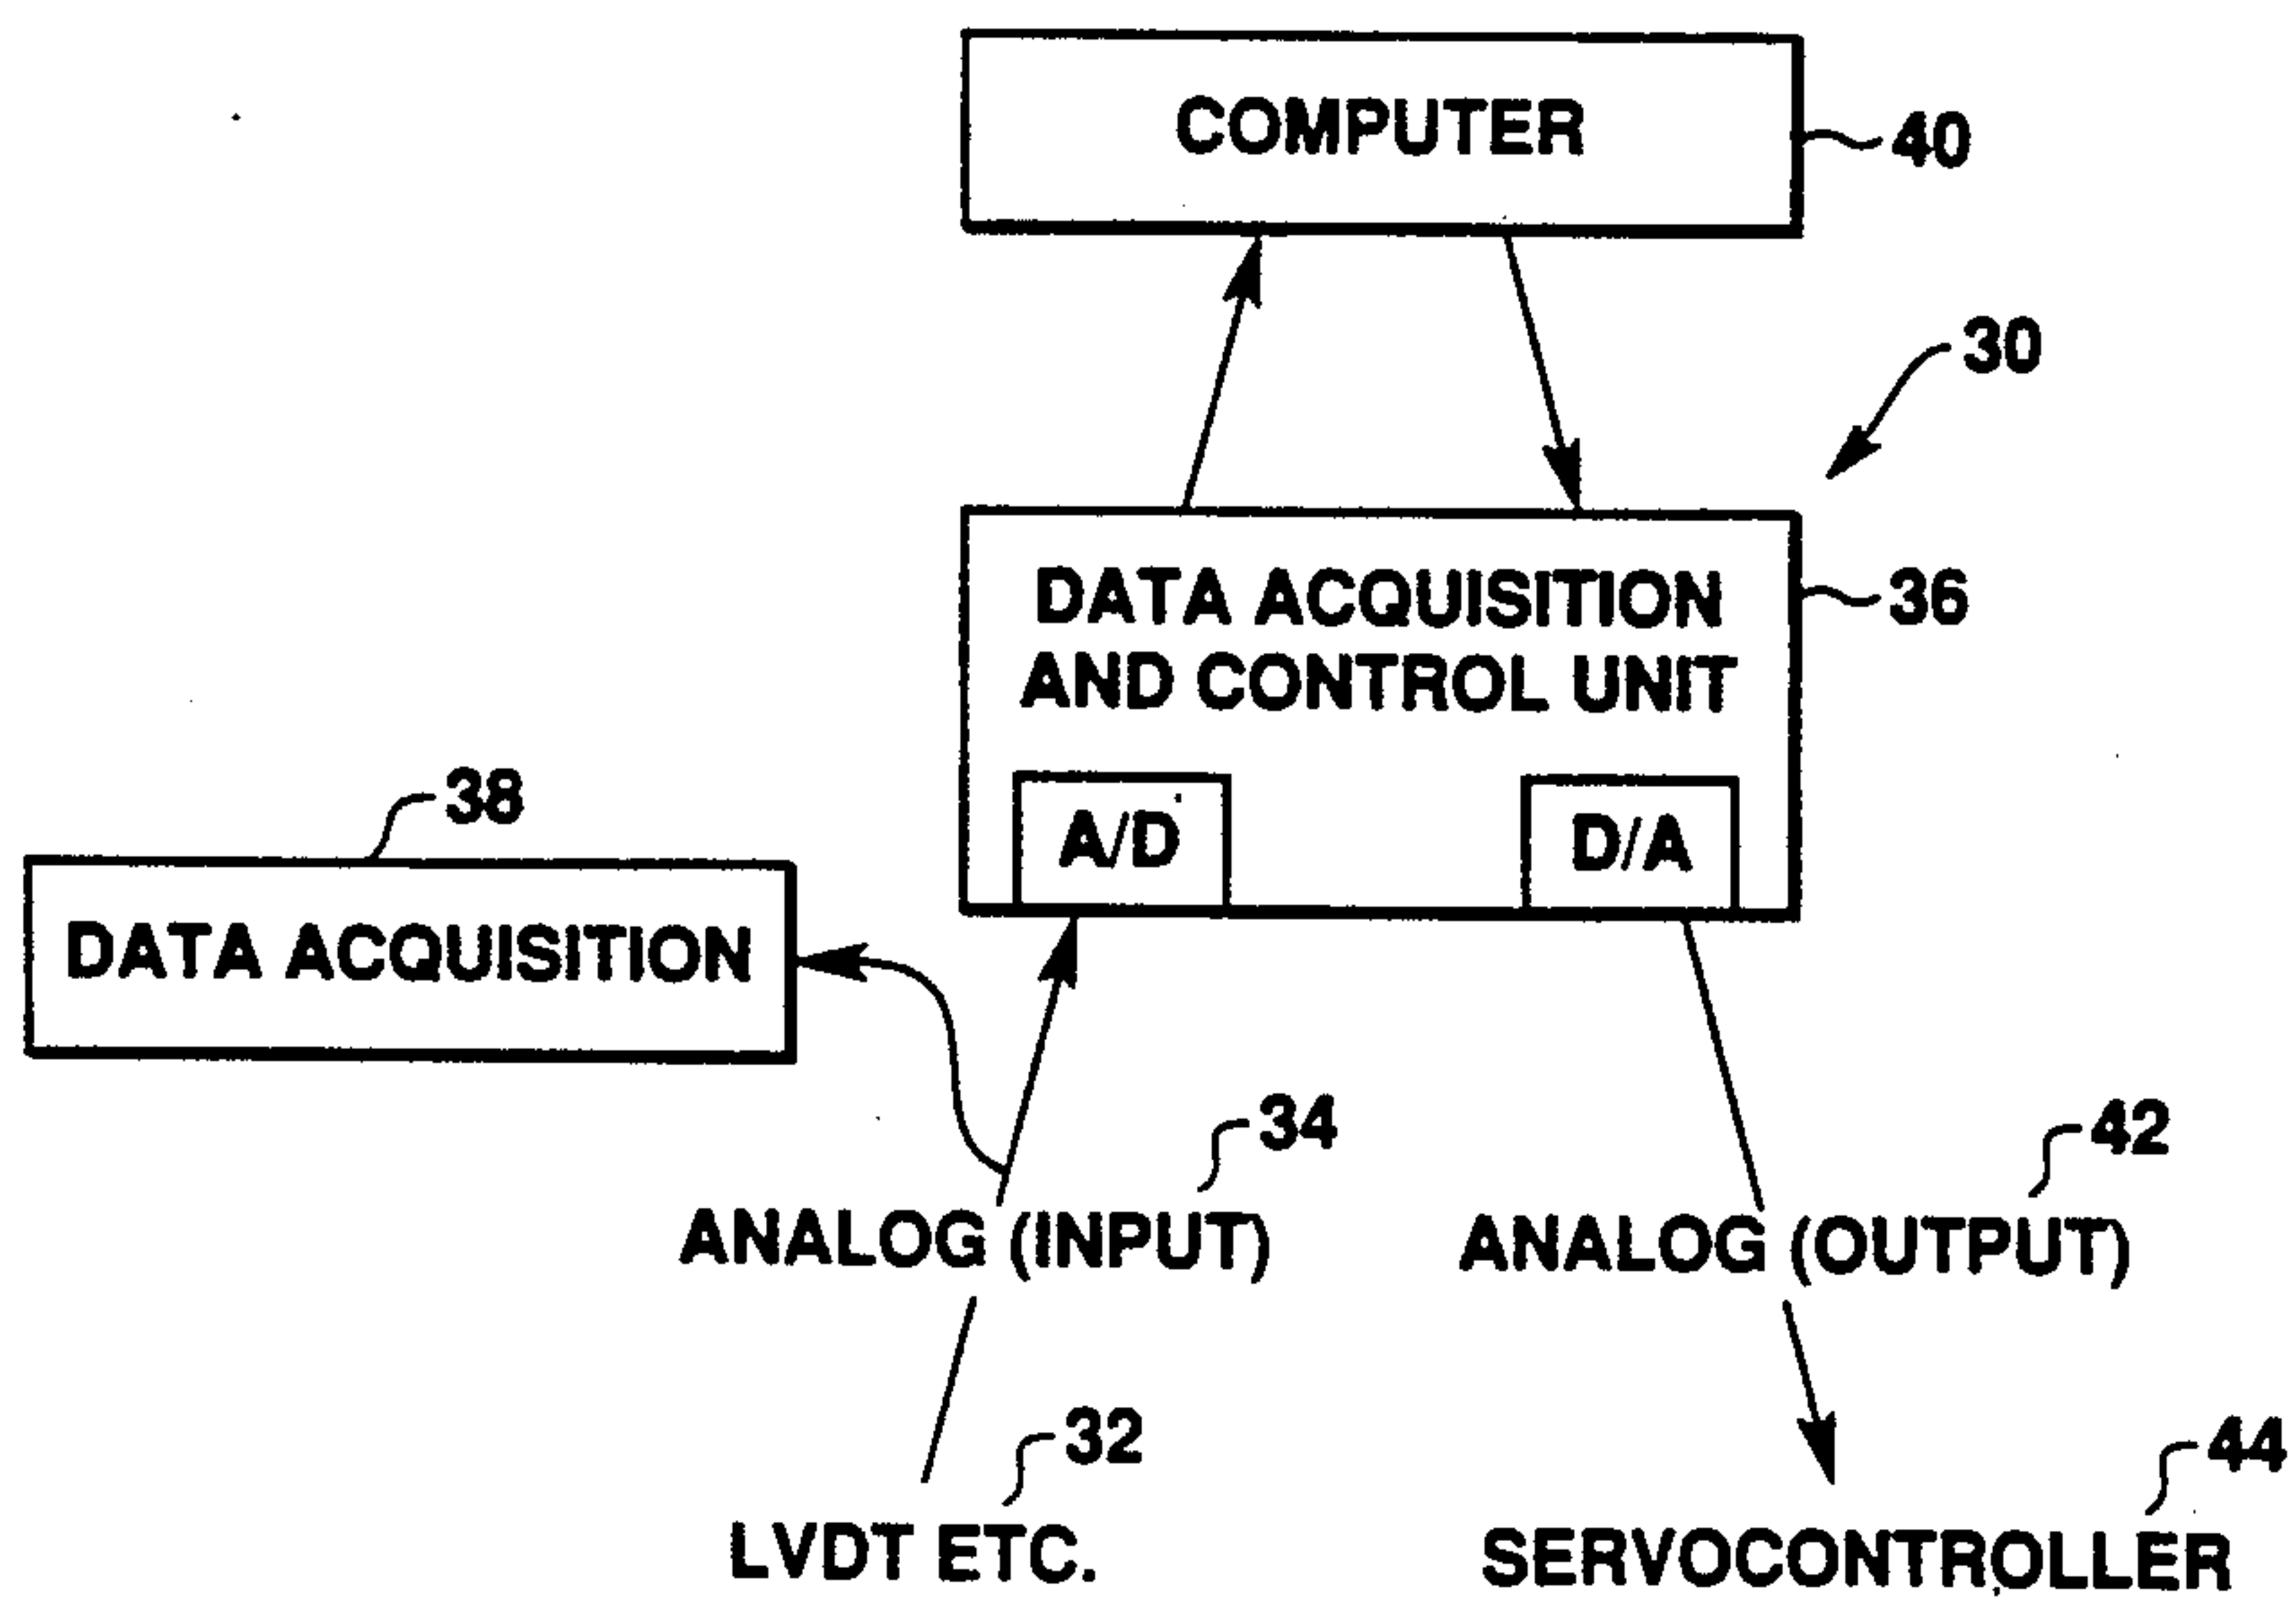 COMPUTER
40
30
DATA ACQUISITION
AND CONTROL UNIT
36
A/D
D/A
38
DATA ACQUISITION
34
ANALOG (INPUT)
42
ANALOG (OUTPUT)
32
LVDT ETC.
44
SERVOCONTROLLER